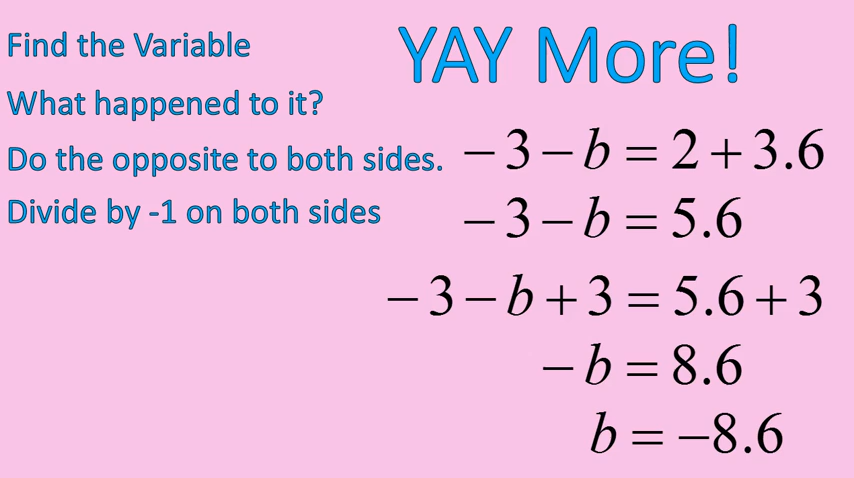 YAY More!
Find the Variable
What happened to it?
Do the opposite to both sides.
Divide by -1 on both sides
−3−b=2+3.6
−3−b=5.6
−3−b+3=5.6+3
−b=8.6
b=−8.6